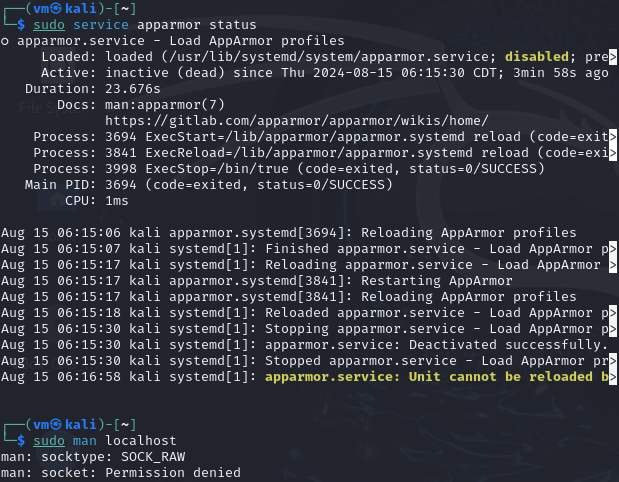 ┌──(vm㉿kali)-[~]
└─$ sudo service apparmor status
○ apparmor.service - Load AppArmor profiles
     Loaded: loaded (/usr/lib/systemd/system/apparmor.service; disabled; pre>
     Active: inactive (dead) since Thu 2024-08-15 06:15:30 CDT; 3min 58s ago
   Duration: 23.676s
       Docs: man:apparmor(7)
             https://gitlab.com/apparmor/apparmor/wikis/home/
    Process: 3694 ExecStart=/lib/apparmor/apparmor.systemd reload (code=exit>
    Process: 3841 ExecReload=/lib/apparmor/apparmor.systemd reload (code=exi>
    Process: 3998 ExecStop=/bin/true (code=exited, status=0/SUCCESS)
   Main PID: 3694 (code=exited, status=0/SUCCESS)
        CPU: 1ms

Aug 15 06:15:06 kali apparmor.systemd[3694]: Reloading AppArmor profiles
Aug 15 06:15:07 kali systemd[1]: Finished apparmor.service - Load AppArmor p>
Aug 15 06:15:17 kali systemd[1]: Reloading apparmor.service - Load AppArmor >
Aug 15 06:15:17 kali apparmor.systemd[3841]: Restarting AppArmor
Aug 15 06:15:17 kali apparmor.systemd[3841]: Reloading AppArmor profiles
Aug 15 06:15:18 kali systemd[1]: Reloaded apparmor.service - Load AppArmor p>
Aug 15 06:15:30 kali systemd[1]: Stopping apparmor.service - Load AppArmor p>
Aug 15 06:15:30 kali systemd[1]: apparmor.service: Deactivated successfully.
Aug 15 06:15:30 kali systemd[1]: Stopped apparmor.service - Load AppArmor pr>
Aug 15 06:16:58 kali systemd[1]: apparmor.service: Unit cannot be reloaded b>

┌──(vm㉿kali)-[~]
└─$ sudo man localhost
man: socktype: SOCK_RAW
man: socket: Permission denied